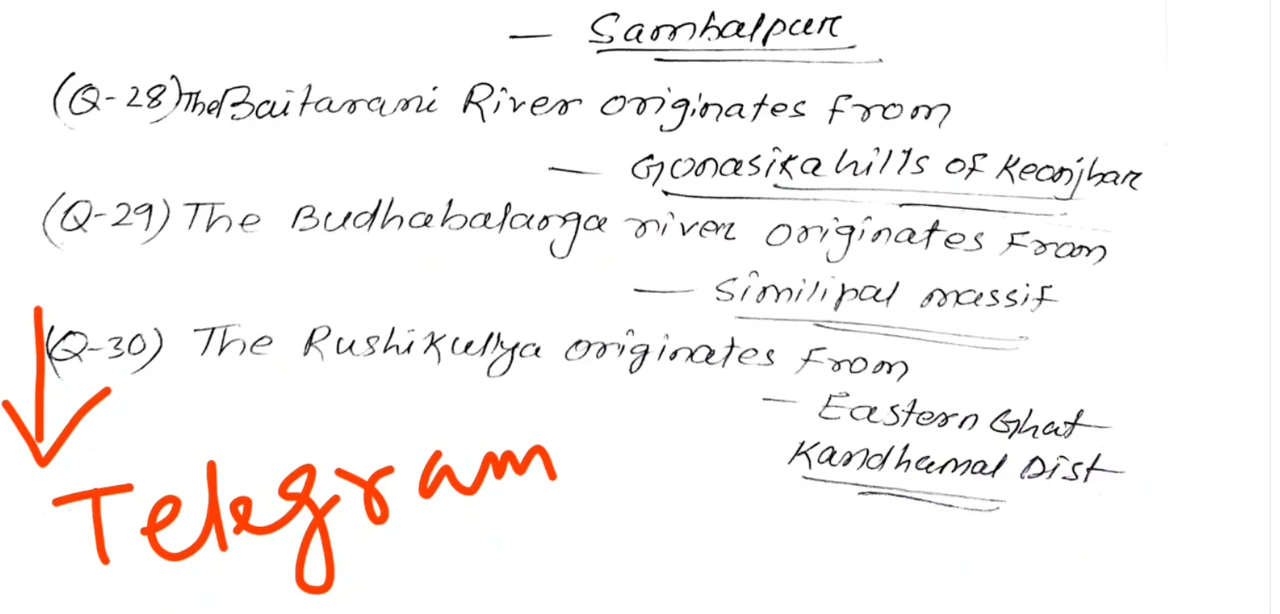 — Sambalpur
(Q-28) The Baitarani River originates from
— Gonasika hills of Keonjhar
(Q-29) The Budhabalanga river originates From
— Similipal massif
(Q-30) The Rushikullya originates From
— Eastern Ghat
Kandhamal Dist
Telegram